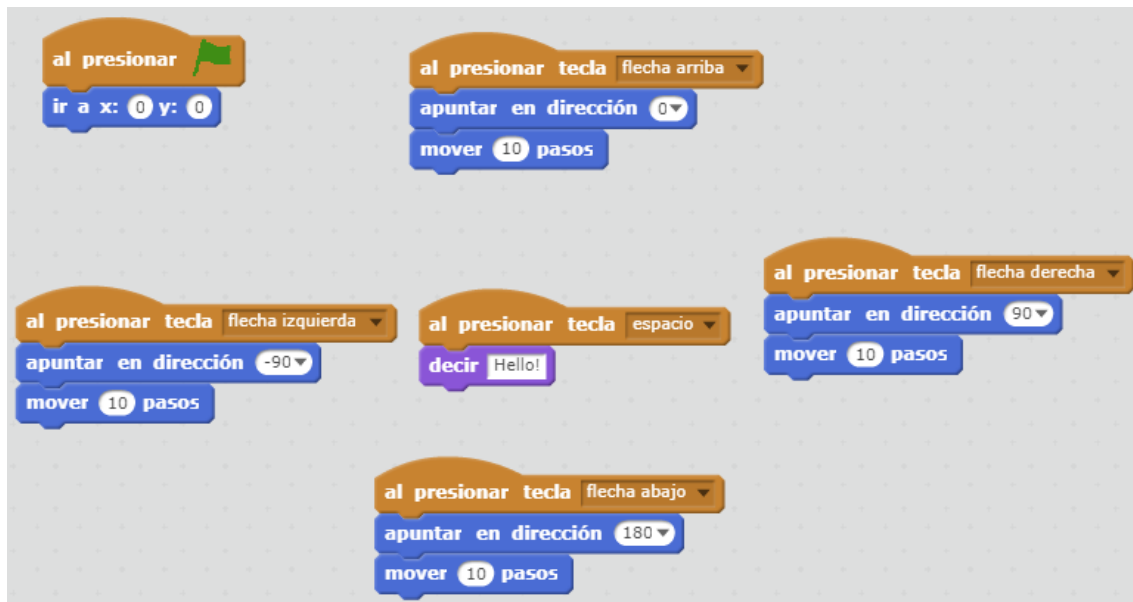 al presionar
ir a x: 0 y: 0
al presionar tecla flecha arriba
apuntar en dirección 0
mover 10 pasos
al presionar tecla flecha izquierda
apuntar en dirección -90
mover 10 pasos
al presionar tecla espacio
decir Hello!
al presionar tecla flecha derecha
apuntar en dirección 90
mover 10 pasos
al presionar tecla flecha abajo
apuntar en dirección 180
mover 10 pasos